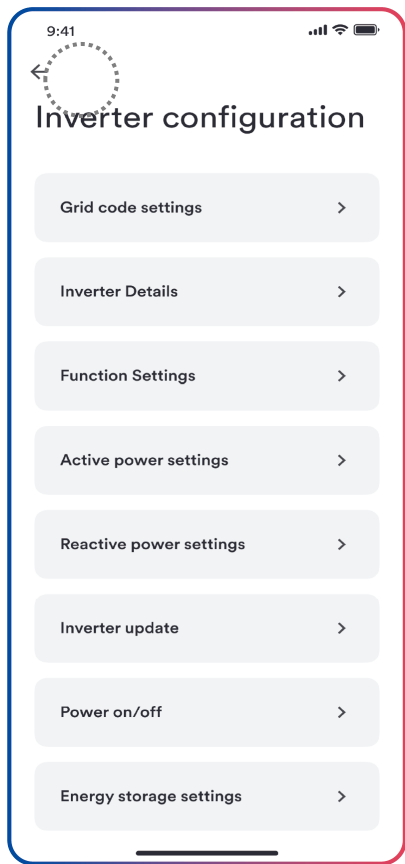 9:41
Inverter configuration
Grid code settings
Inverter Details
Function Settings
Active power settings
Reactive power settings
Inverter update
Power on/off
Energy storage settings